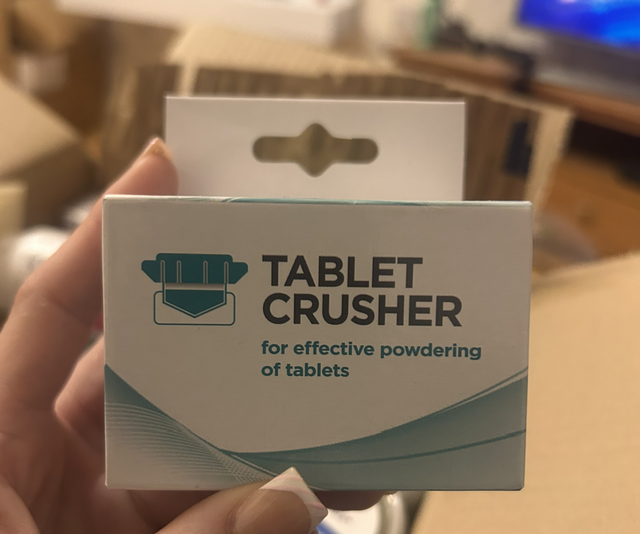 TABLET
CRUSHER
for effective powdering
of tablets